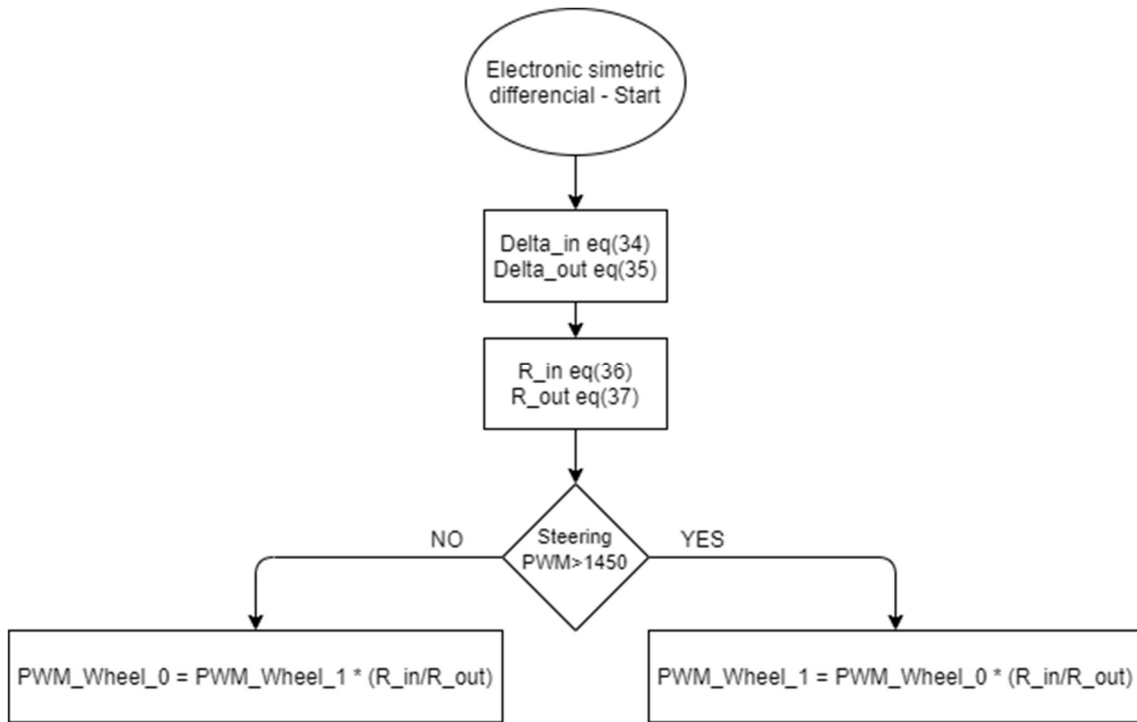 Electronic simetric
differencial - Start
Delta_in eq(34)
Delta_out eq(35)
R_in eq(36)
R_out eq(37)
Steering
PWM>1450
NO
YES
PWM_Wheel_0 = PWM_Wheel_1 * (R_in/R_out)
PWM_Wheel_1 = PWM_Wheel_0 * (R_in/R_out)